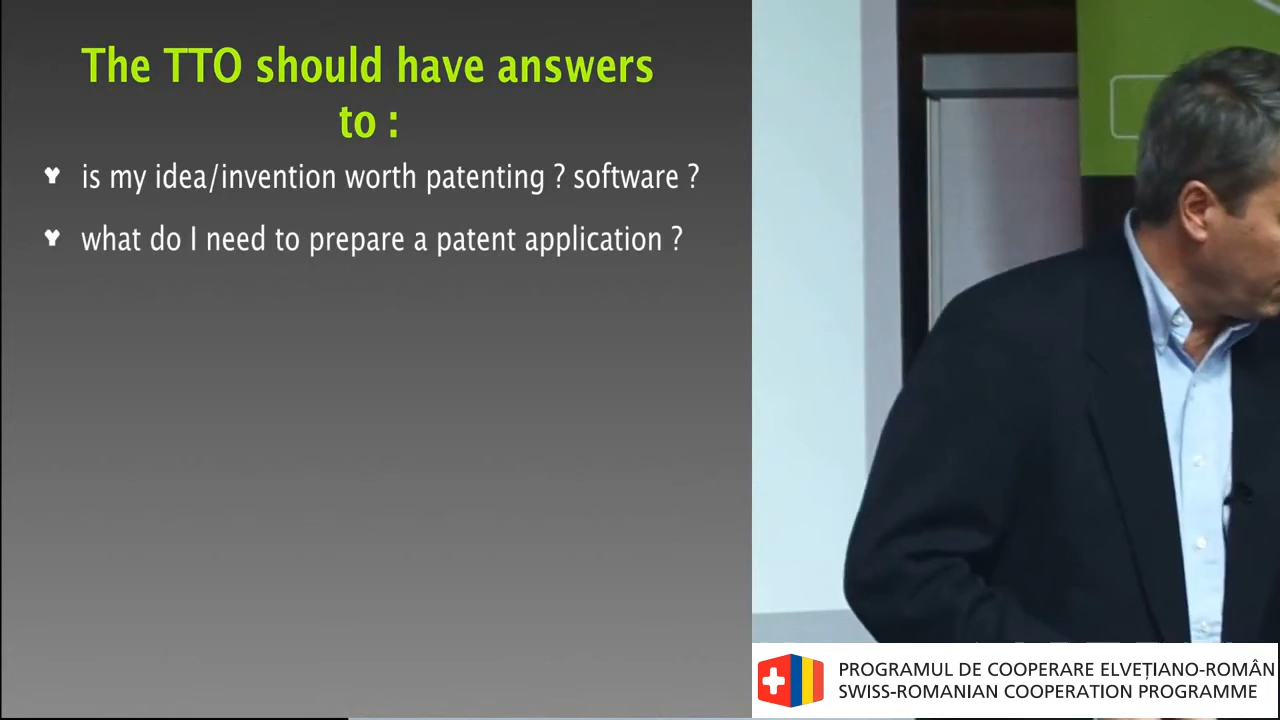 The TTO should have answers
to :
is my idea/invention worth patenting ? software ?
what do I need to prepare a patent application ?
PROGRAMUL DE COOPERARE ELVEȚIANO-ROMÂN
SWISS-ROMANIAN COOPERATION PROGRAMME